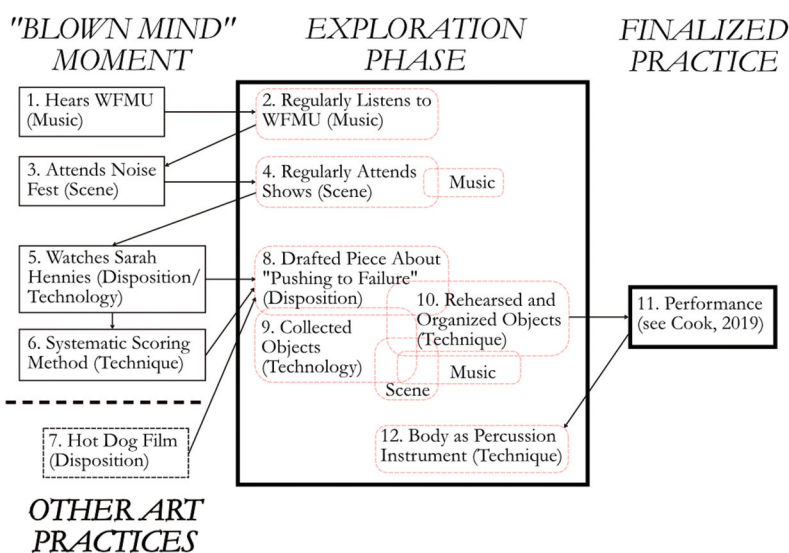 "BLOWN MIND"
MOMENT
EXPLORATION
PHASE
FINALIZED
PRACTICE
1. Hears WFMU
(Music)
2. Regularly Listens to
WFMU (Music)
3. Attends Noise
Fest (Scene)
4. Regularly Attends
Shows (Scene)
Music
5. Watches Sarah
Hennies (Disposition/
Technology)
6. Systematic Scoring
Method (Technique)
7. Hot Dog Film
(Disposition)
8. Drafted Piece About
"Pushing to Failure"
(Disposition)
9. Collected
Objects
(Technology)
10. Rehearsed and
Organized Objects
(Technique)
Music
Scene
11. Performance
(see Cook, 2019)
12. Body as Percussion
Instrument (Technique)
OTHER ART
PRACTICES